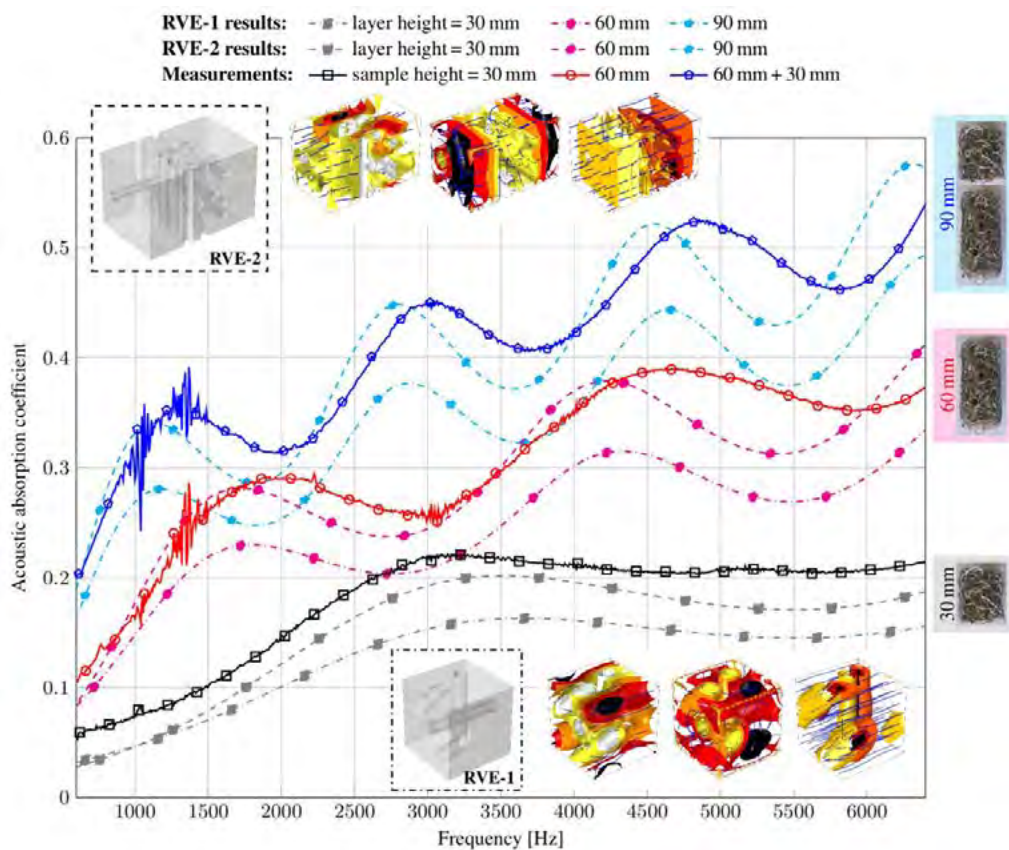 RVE-1 results: layer height = 30 mm 60 mm 90 mm
RVE-2 results: layer height = 30 mm 60 mm 90 mm
Measurements: sample height = 30 mm 60 mm 60 mm + 30 mm
0.6
0.5
0.4
0.3
0.2
0.1
0
Acoustic absorption coefficient
RVE-2
RVE-1
90 mm
60 mm
30 mm
1000 1500 2000 2500 3000 3500 4000 4500 5000 5500 6000
Frequency [Hz]